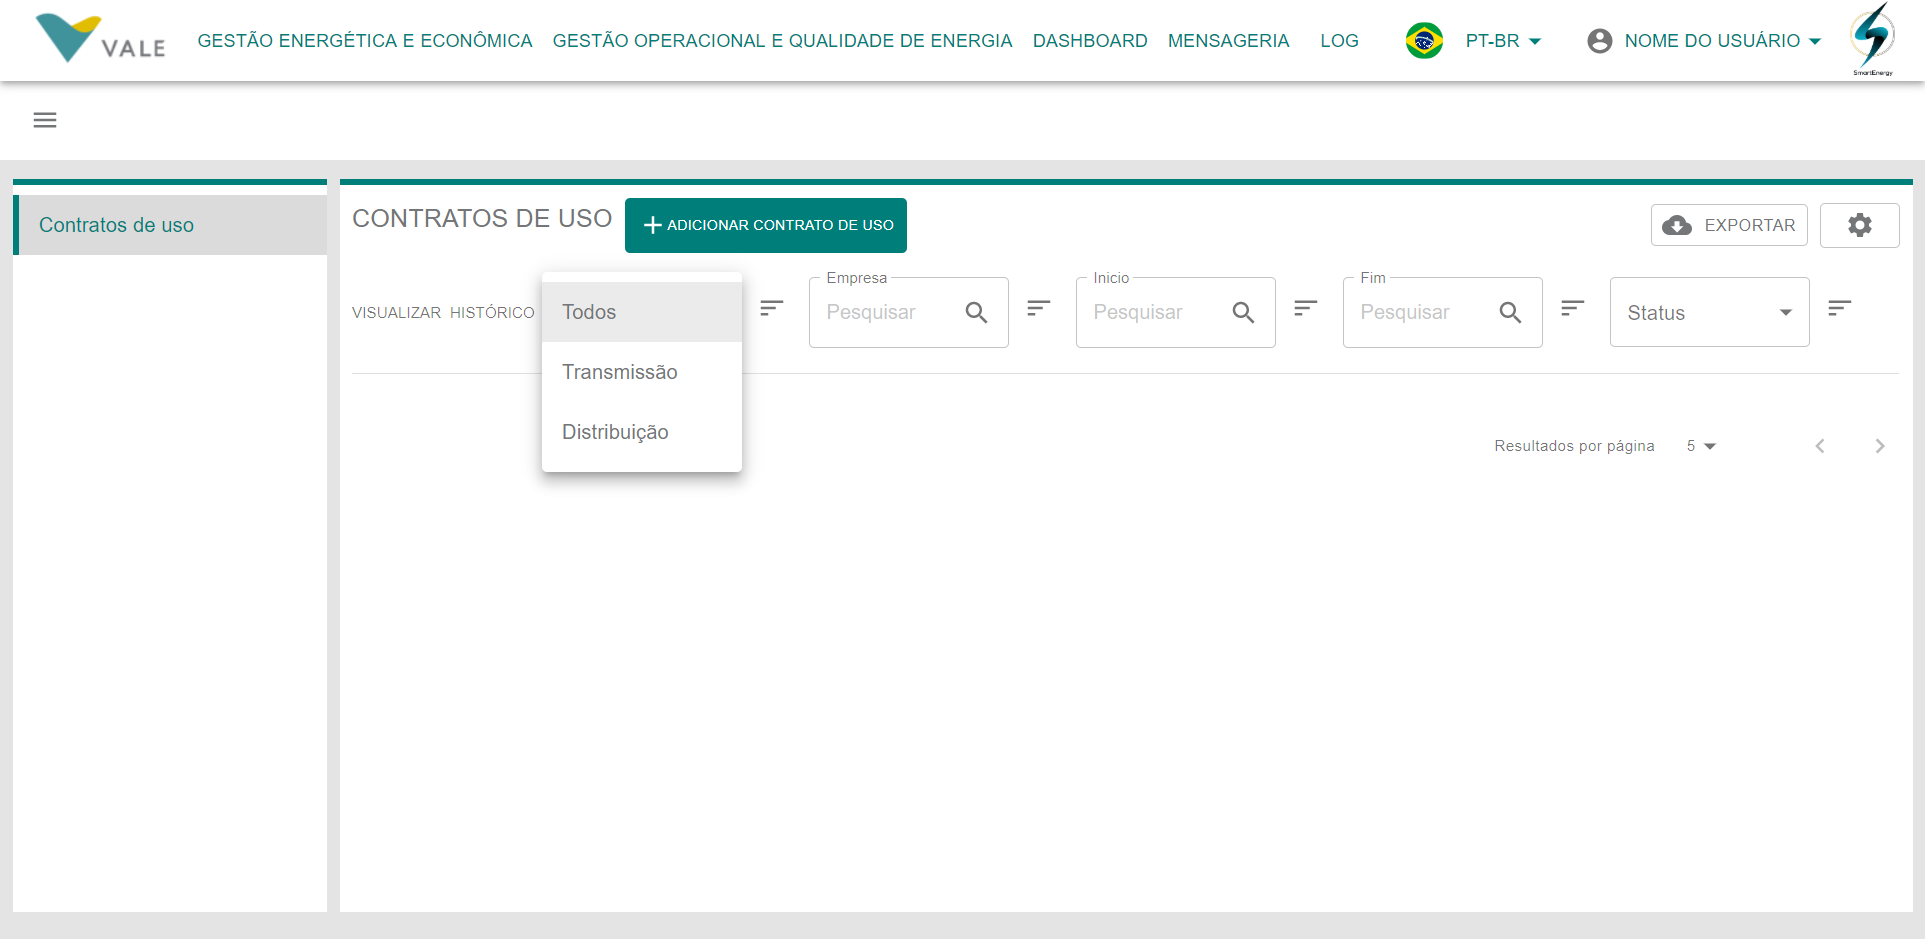 VALE
GESTÃO ENERGÉTICA E ECONÔMICA
GESTÃO OPERACIONAL E QUALIDADE DE ENERGIA
DASHBOARD
MENSAGERIA
LOG
PT-BR
NOME DO USUÁRIO
SmartEnergy
Contratos de uso
CONTRATOS DE USO
ADICIONAR CONTRATO DE USO
EXPORTAR
VISUALIZAR HISTÓRICO
Todos
Transmissão
Distribuição
Empresa
Pesquisar
Inicio
Pesquisar
Fim
Pesquisar
Status
Resultados por página 5